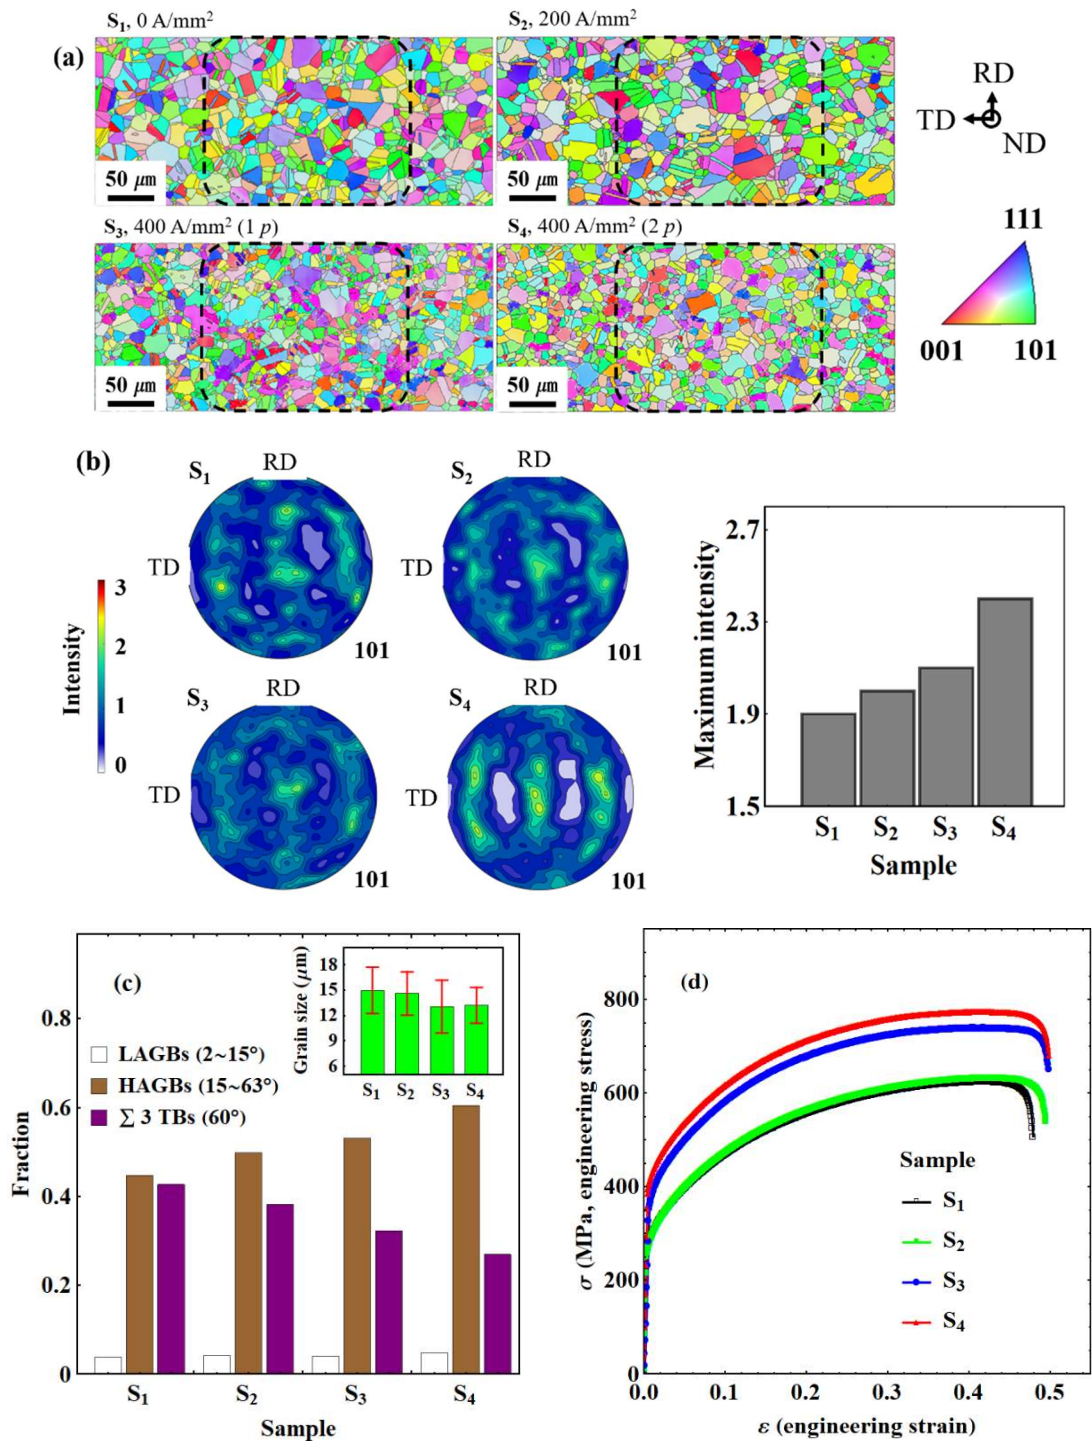 S₁, 0 A/mm²
S₂, 200 A/mm²
(a)
50 μm
50 μm
S₃, 400 A/mm² (1 p)
S₄, 400 A/mm² (2 p)
50 μm
50 μm
RD
TD
ND
111
001
101
(b)
S₁
RD
TD
101
S₂
RD
TD
101
S₃
RD
TD
101
S₄
RD
TD
101
Intensity
3
2
1
0
Maximum intensity
2.7
2.3
1.9
1.5
S₁ S₂ S₃ S₄
Sample
(c)
Fraction
0.8
0.6
0.4
0.2
0
LAGBs (2~15°)
HAGBs (15~63°)
∑ 3 TBs (60°)
Grain size (μm)
18
15
12
9
6
S₁ S₂ S₃ S₄
S₁ S₂ S₃ S₄
Sample
(d)
σ (MPa, engineering stress)
800
600
400
200
0
Sample
S₁
S₂
S₃
S₄
0.0 0.1 0.2 0.3 0.4 0.5
ε (engineering strain)